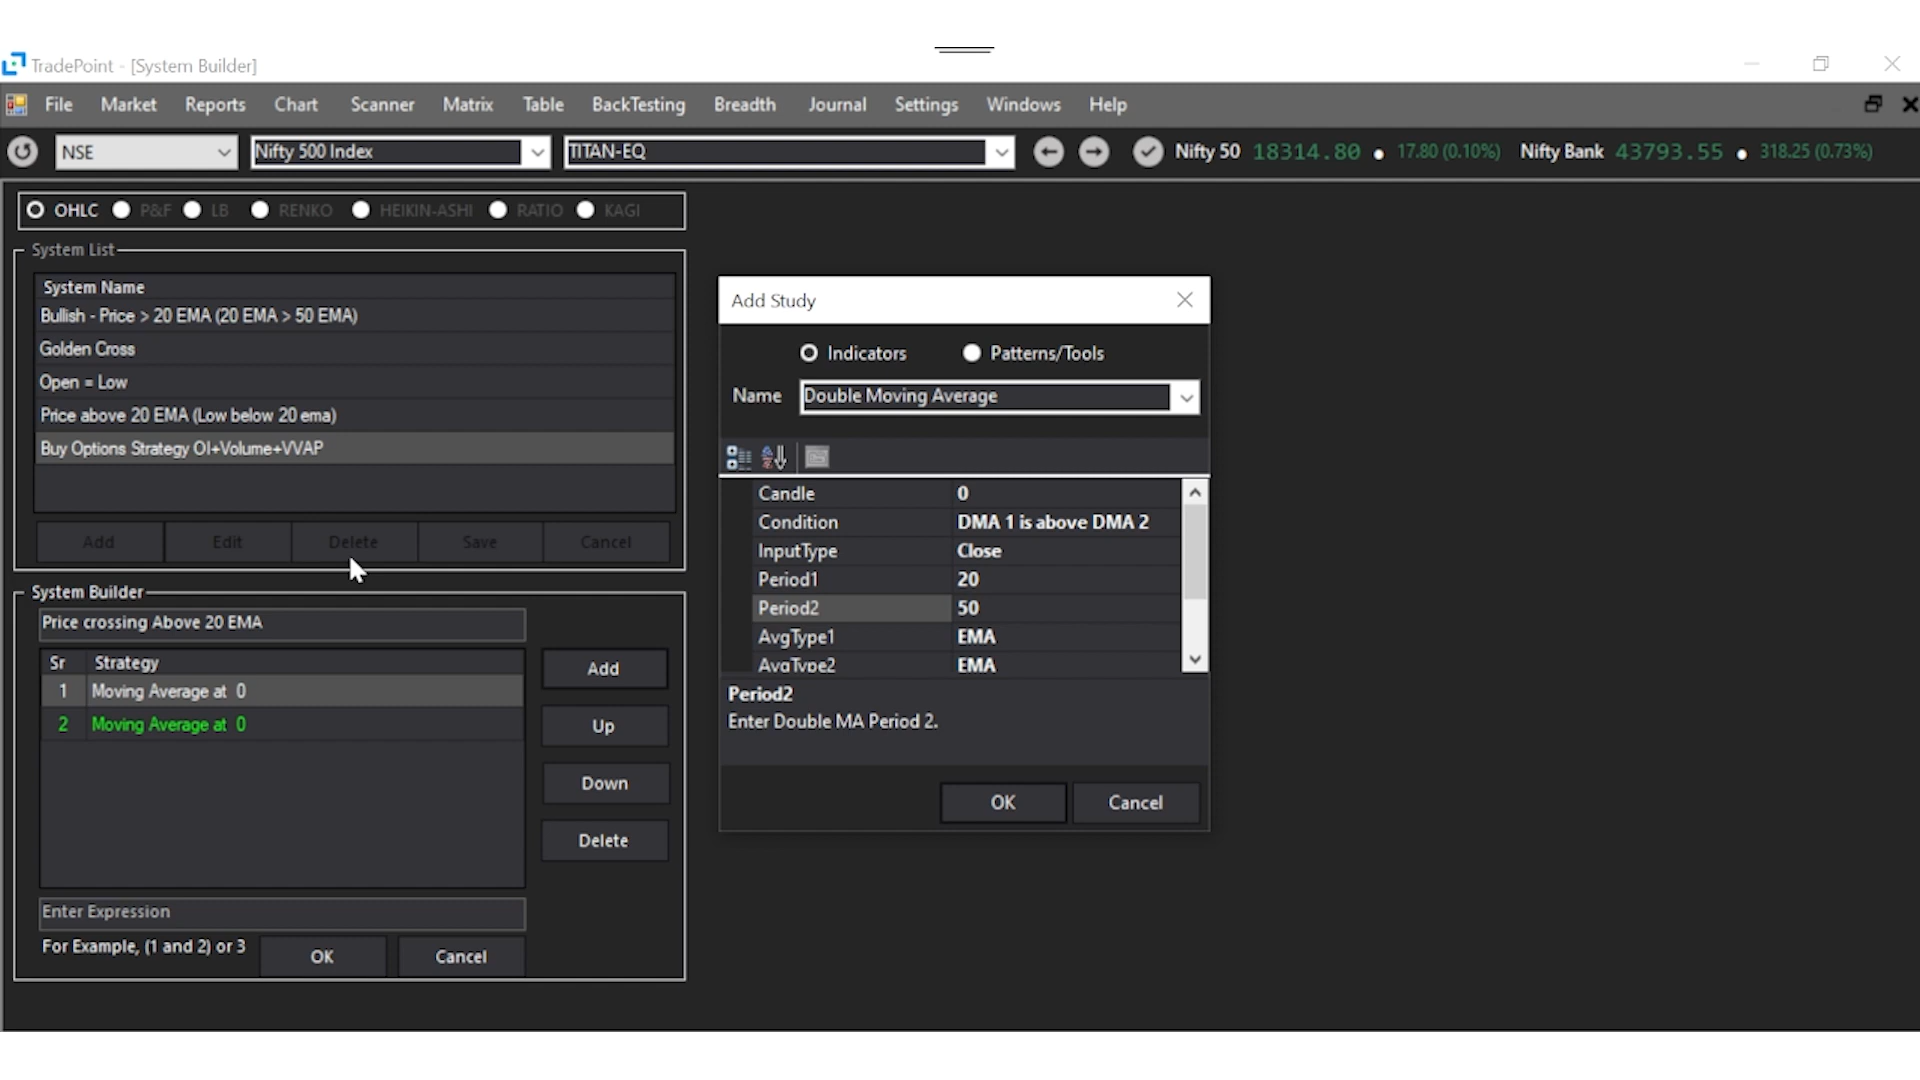 TradePoint - [System Builder]
File Market Reports Chart Scanner Matrix Table BackTesting Breadth Journal Settings Windows Help
NSE Nifty 500 Index TITAN-EQ Nifty 50 18314.80 17.80 (0.10%) Nifty Bank 43793.55 318.25 (0.73%)
OHLC P&F LB RENKO HEIKIN-ASHI RATIO KAGI
System List
System Name
Bullish - Price > 20 EMA (20 EMA > 50 EMA)
Golden Cross
Open = Low
Price above 20 EMA (Low below 20 ema)
Buy Options Strategy OI+Volume+VVAP
Add Edit Delete Save Cancel
System Builder
Price crossing Above 20 EMA
Sr Strategy
1 Moving Average at 0
2 Moving Average at 0
Add
Up
Down
Delete
Enter Expression
For Example, (1 and 2) or 3
OK Cancel
Add Study
Indicators Patterns/Tools
Name Double Moving Average
Candle 0
Condition DMA 1 is above DMA 2
InputType Close
Period1 20
Period2 50
AvgType1 EMA
AvgType2 EMA
Period2
Enter Double MA Period 2.
OK Cancel